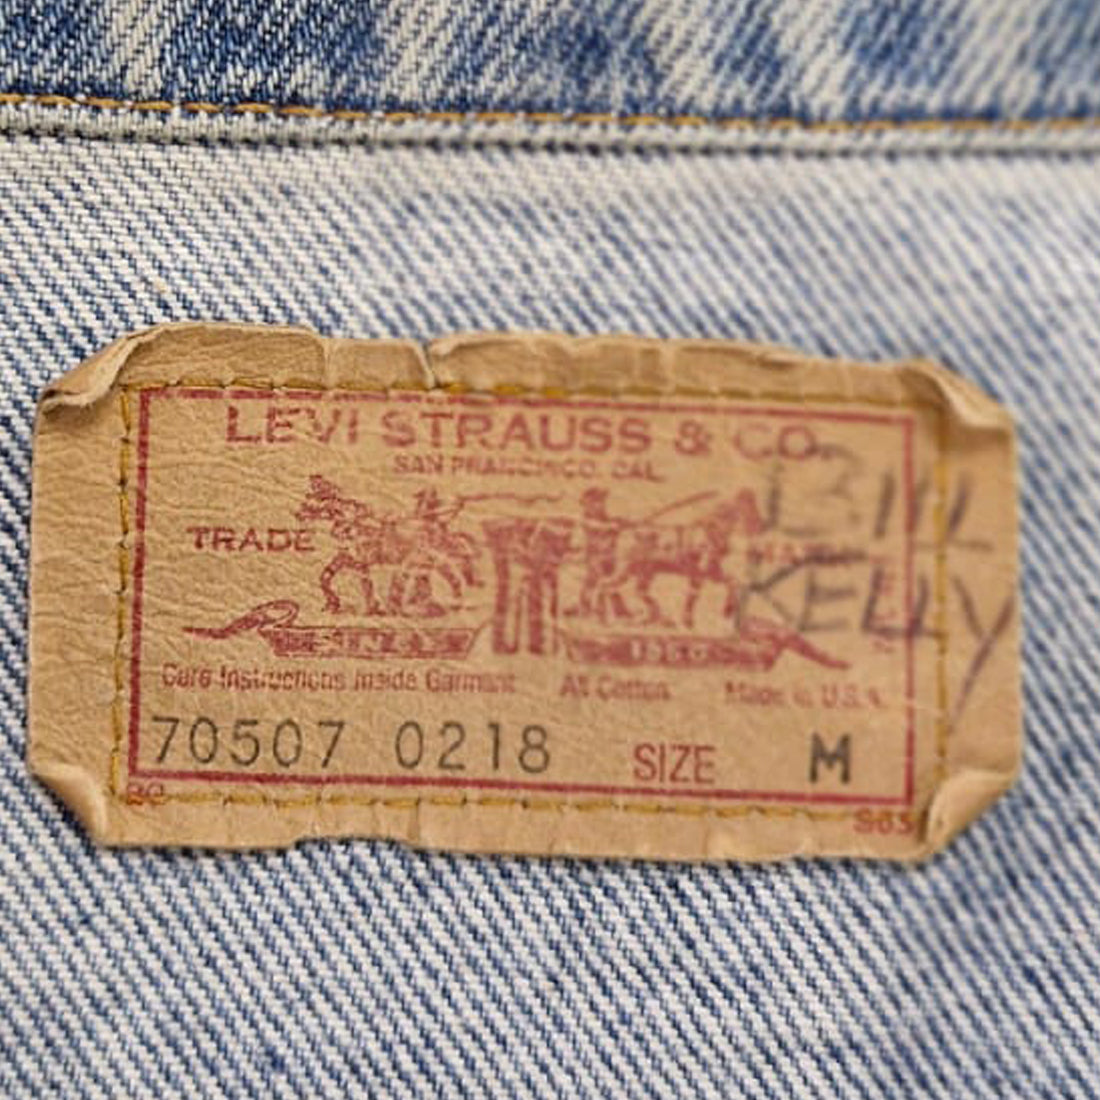 LEVI STRAUSS & CO.
SAN FRANCISCO, CAL.
TRADE MARK
BILL
KELLY
Care Instructions Inside Garment All Cotton Made in U.S.A.
70507 0218 SIZE M